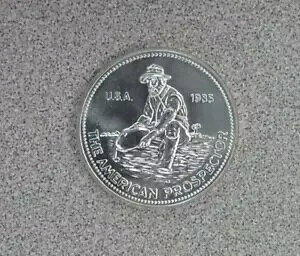 U.S.A. 1985
THE AMERICAN PROSPECTOR